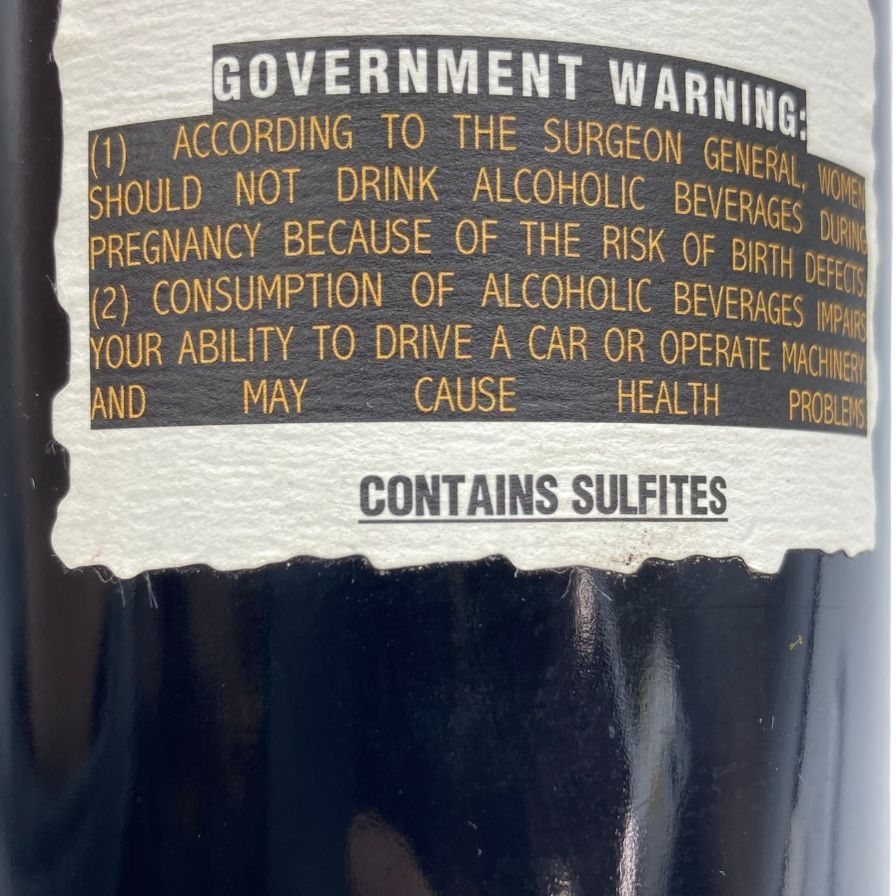 GOVERNMENT WARNING:
(1) ACCORDING TO THE SURGEON GENERAL, WOMEN
SHOULD NOT DRINK ALCOHOLIC BEVERAGES DURING
PREGNANCY BECAUSE OF THE RISK OF BIRTH DEFECTS.
(2) CONSUMPTION OF ALCOHOLIC BEVERAGES IMPAIRS
YOUR ABILITY TO DRIVE A CAR OR OPERATE MACHINERY,
AND MAY CAUSE HEALTH PROBLEMS.
CONTAINS SULFITES